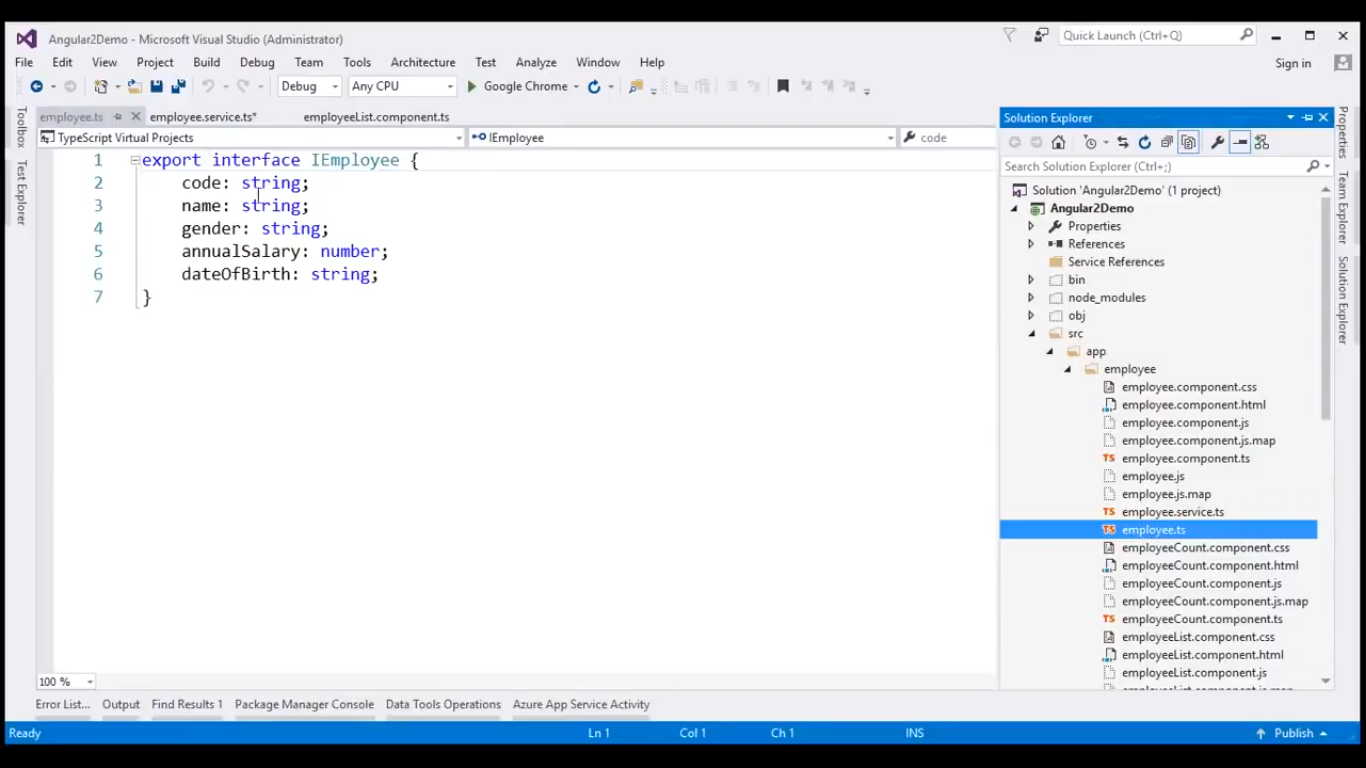 Angular2Demo - Microsoft Visual Studio (Administrator)
Quick Launch (Ctrl+Q)
File Edit View Project Build Debug Team Tools Architecture Test Analyze Window Help
Sign in
Debug Any CPU Google Chrome
employee.ts employee.service.ts* employeeList.component.ts
TypeScript Virtual Projects IEmployee code
1 export interface IEmployee {
2 code: string;
3 name: string;
4 gender: string;
5 annualSalary: number;
6 dateOfBirth: string;
7 }
Toolbox
Test Explorer
Solution Explorer
Search Solution Explorer (Ctrl+;)
Solution 'Angular2Demo' (1 project)
Angular2Demo
Properties
References
Service References
bin
node_modules
obj
src
app
employee
employee.component.css
employee.component.html
employee.component.js
employee.component.js.map
employee.component.ts
employee.js
employee.js.map
employee.service.ts
employee.ts
employeeCount.component.css
employeeCount.component.html
employeeCount.component.js
employeeCount.component.js.map
employeeCount.component.ts
employeeList.component.css
employeeList.component.html
employeeList.component.js
Properties
Team Explorer
Solution Explorer
100 %
Error List... Output Find Results 1 Package Manager Console Data Tools Operations Azure App Service Activity
Ready Ln 1 Col 1 Ch 1 INS Publish